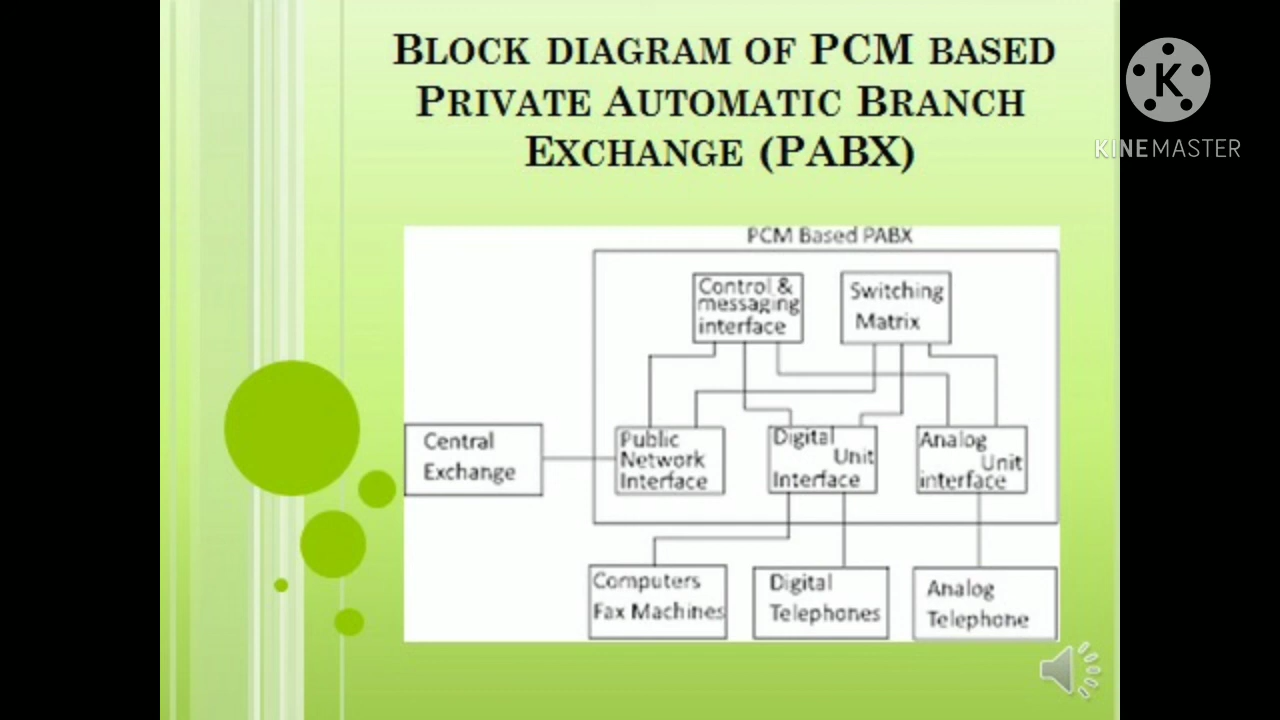 BLOCK DIAGRAM OF PCM BASED
PRIVATE AUTOMATIC BRANCH
EXCHANGE (PABX)
K
KINEMASTER
PCM Based PABX
Control &
messaging
interface
Switching
Matrix
Central
Exchange
Public
Network
Interface
Digital
Unit
Interface
Analog
Unit
interface
Computers
Fax Machines
Digital
Telephones
Analog
Telephone